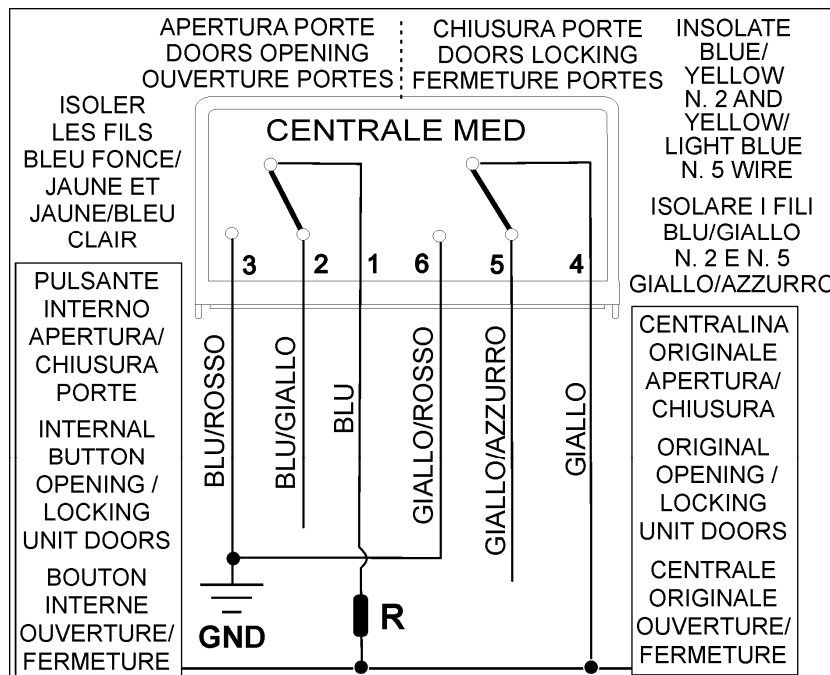 APERTURA PORTE
DOORS OPENING
OUVERTURE PORTES
CHIUSURA PORTE
DOORS LOCKING
FERMETURE PORTES
INSOLATE
BLUE/
YELLOW
N. 2 AND
YELLOW/
LIGHT BLUE
N. 5 WIRE
ISOLARE I FILI
BLU/GIALLO
N. 2 E N. 5
GIALLO/AZZURRO
ISOLER
LES FILS
BLEU FONCE/
JAUNE ET
JAUNE/BLEU
CLAIR
CENTRALE MED
3 2 1 6 5 4
BLU/ROSSO
BLU/GIALLO
BLU
GIALLO/ROSSO
GIALLO/AZZURRO
GIALLO
GND
R
PULSANTE
INTERNO
APERTURA/
CHIUSURA
PORTE
INTERNAL
BUTTON
OPENING /
LOCKING
UNIT DOORS
BOUTON
INTERNE
OUVERTURE/
FERMETURE
CENTRALINA
ORIGINALE
APERTURA/
CHIUSURA
ORIGINAL
OPENING /
LOCKING
UNIT DOORS
CENTRALE
ORIGINALE
OUVERTURE/
FERMETURE